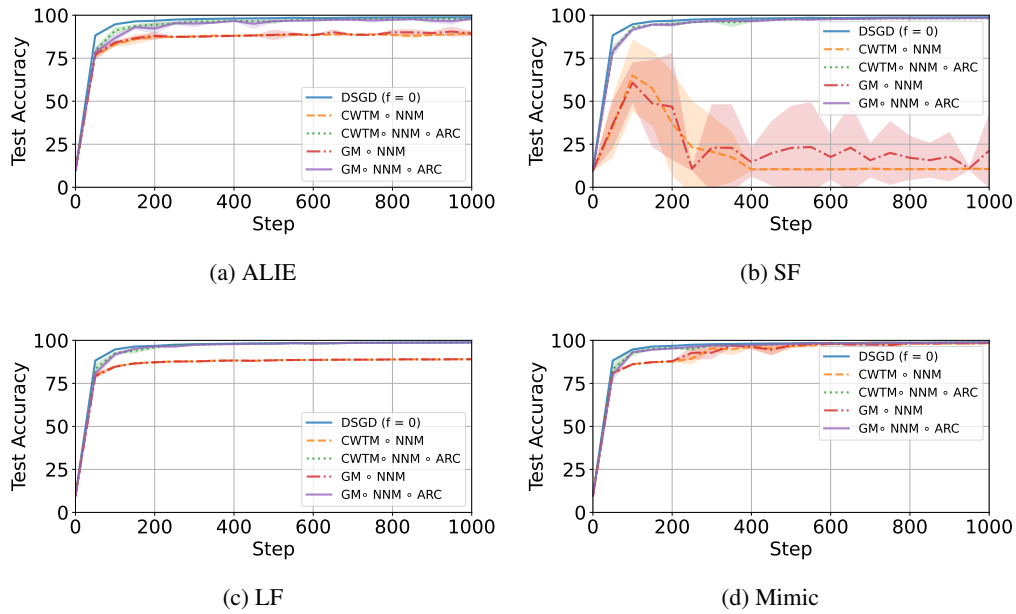 100
75
50
25
0
Test Accuracy
DSGD (f = 0)
CWTM ∘ NNM
CWTM∘ NNM ∘ ARC
GM ∘ NNM
GM∘ NNM ∘ ARC
0 200 400 600 800 1000
Step
(a) ALIE
100
75
50
25
0
Test Accuracy
DSGD (f = 0)
CWTM ∘ NNM
CWTM∘ NNM ∘ ARC
GM ∘ NNM
GM∘ NNM ∘ ARC
0 200 400 600 800 1000
Step
(b) SF
100
75
50
25
0
Test Accuracy
DSGD (f = 0)
CWTM ∘ NNM
CWTM∘ NNM ∘ ARC
GM ∘ NNM
GM∘ NNM ∘ ARC
0 200 400 600 800 1000
Step
(c) LF
100
75
50
25
0
Test Accuracy
DSGD (f = 0)
CWTM ∘ NNM
CWTM∘ NNM ∘ ARC
GM ∘ NNM
GM∘ NNM ∘ ARC
0 200 400 600 800 1000
Step
(d) Mimic